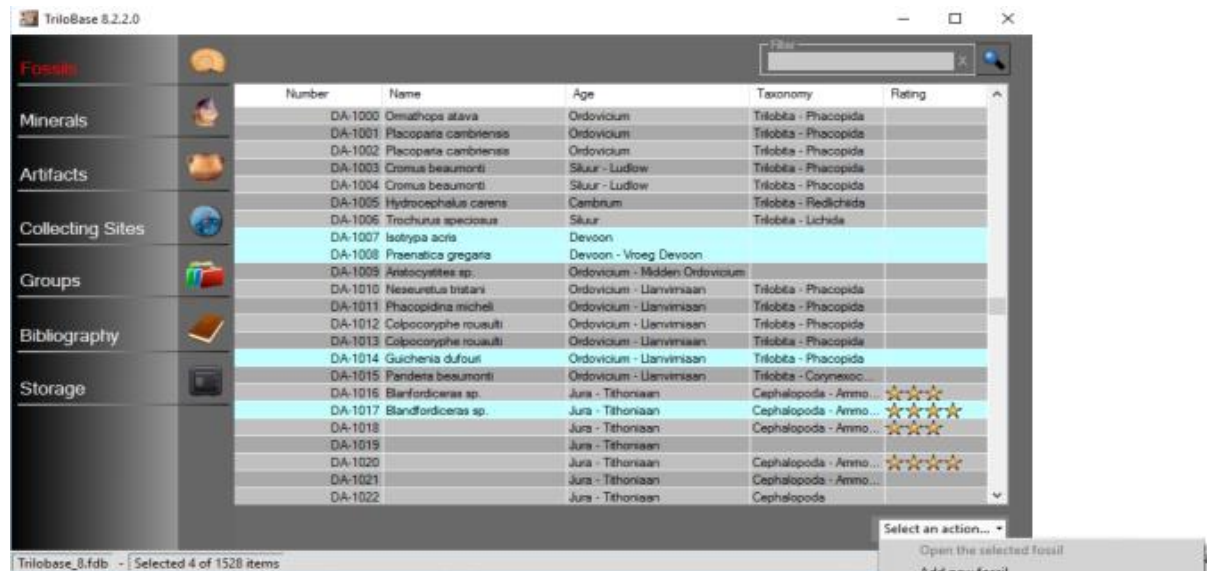 TriloBase 8.2.2.0
Fossils
Minerals
Artifacts
Collecting Sites
Groups
Bibliography
Storage
Filter
X
Number Name Age Taxonomy Rating
DA-1000 Ormathops atava Ordovicium Trilobita - Phacopida
DA-1001 Placoparia cambriensis Ordovicium Trilobita - Phacopida
DA-1002 Placoparia cambriensis Ordovicium Trilobita - Phacopida
DA-1003 Cromus beaumonti Siluur - Ludlow Trilobita - Phacopida
DA-1004 Cromus beaumonti Siluur - Ludlow Trilobita - Phacopida
DA-1005 Hydrocephalus carens Cambrium Trilobita - Redlichiida
DA-1006 Trochurus speciosus Siluur Trilobita - Lichida
DA-1007 Isotrypa acris Devoon
DA-1008 Praenatica gregaria Devoon - Vroeg Devoon
DA-1009 Aristocystites sp. Ordovicium - Midden Ordovicium
DA-1010 Neseuretus tristani Ordovicium - Llanvirniaan Trilobita - Phacopida
DA-1011 Phacopidina micheli Ordovicium - Llanvirniaan Trilobita - Phacopida
DA-1012 Colpocoryphe rouaulti Ordovicium - Llanvirniaan Trilobita - Phacopida
DA-1013 Colpocoryphe rouaulti Ordovicium - Llanvirniaan Trilobita - Phacopida
DA-1014 Guichenia dufouri Ordovicium - Llanvirniaan Trilobita - Phacopida
DA-1015 Panderia beaumonti Ordovicium - Llanvirniaan Trilobita - Corynexoc...
DA-1016 Blanfordiceras sp. Jura - Tithoniaan Cephalopoda - Ammo...
DA-1017 Blandfordiceras sp. Jura - Tithoniaan Cephalopoda - Ammo...
DA-1018 Jura - Tithoniaan Cephalopoda - Ammo...
DA-1019 Jura - Tithoniaan
DA-1020 Jura - Tithoniaan Cephalopoda - Ammo...
DA-1021 Jura - Tithoniaan Cephalopoda - Ammo...
DA-1022 Jura - Tithoniaan Cephalopoda
Select an action...
Open the selected fossil
Add new fossil
Trilobase_8.fdb - Selected 4 of 1528 items